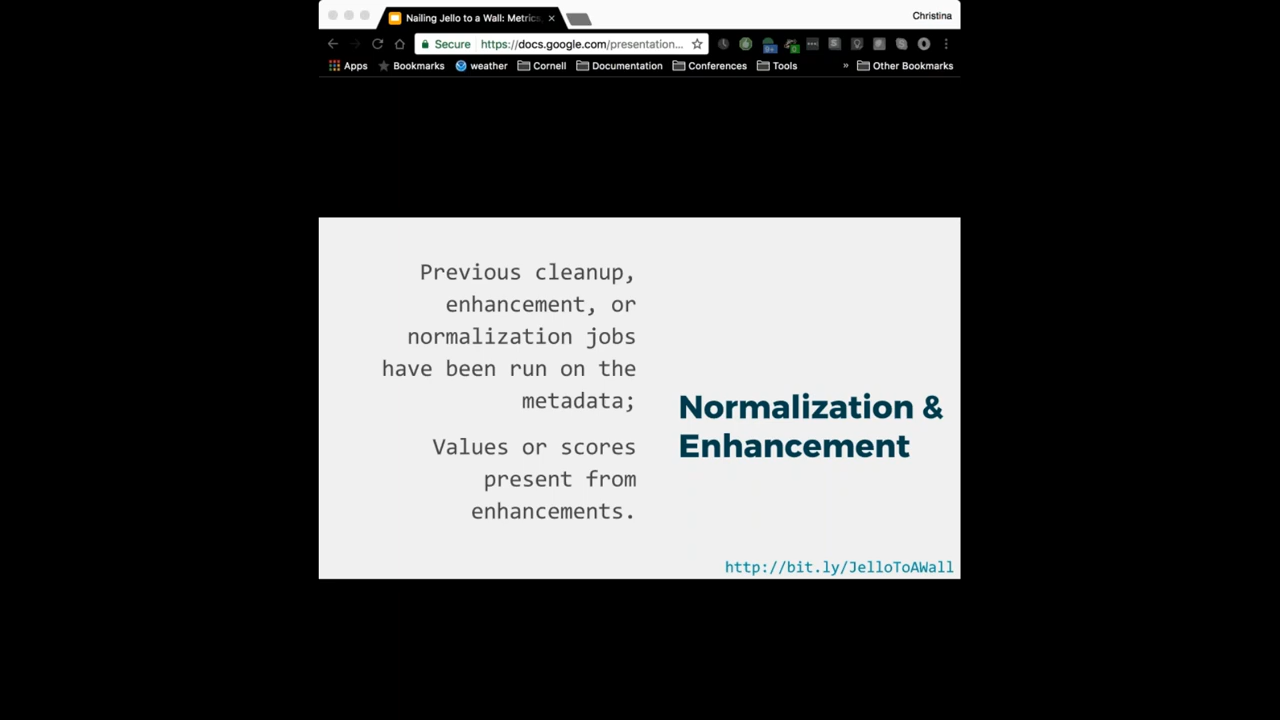 Nailing Jello to a Wall: Metrics,
Christina
Secure https://docs.google.com/presentation...
Apps Bookmarks weather Cornell Documentation Conferences Tools » Other Bookmarks
Previous cleanup,
enhancement, or
normalization jobs
have been run on the
metadata;
Values or scores
present from
enhancements.
Normalization &
Enhancement
http://bit.ly/JelloToAWall